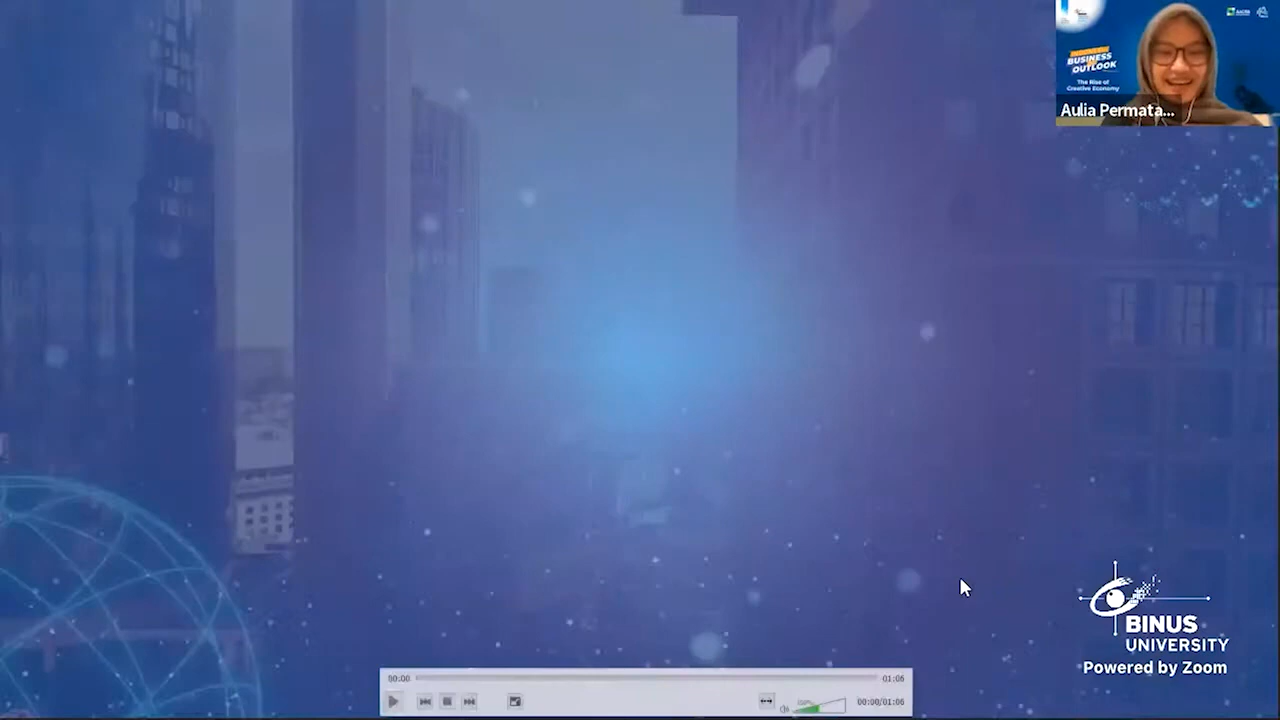 INDONESIA
BUSINESS
OUTLOOK
The Rise of
Creative Economy
Aulia Permata...
BINUS
UNIVERSITY
Powered by Zoom
00:00
01:06
00:00/01:06